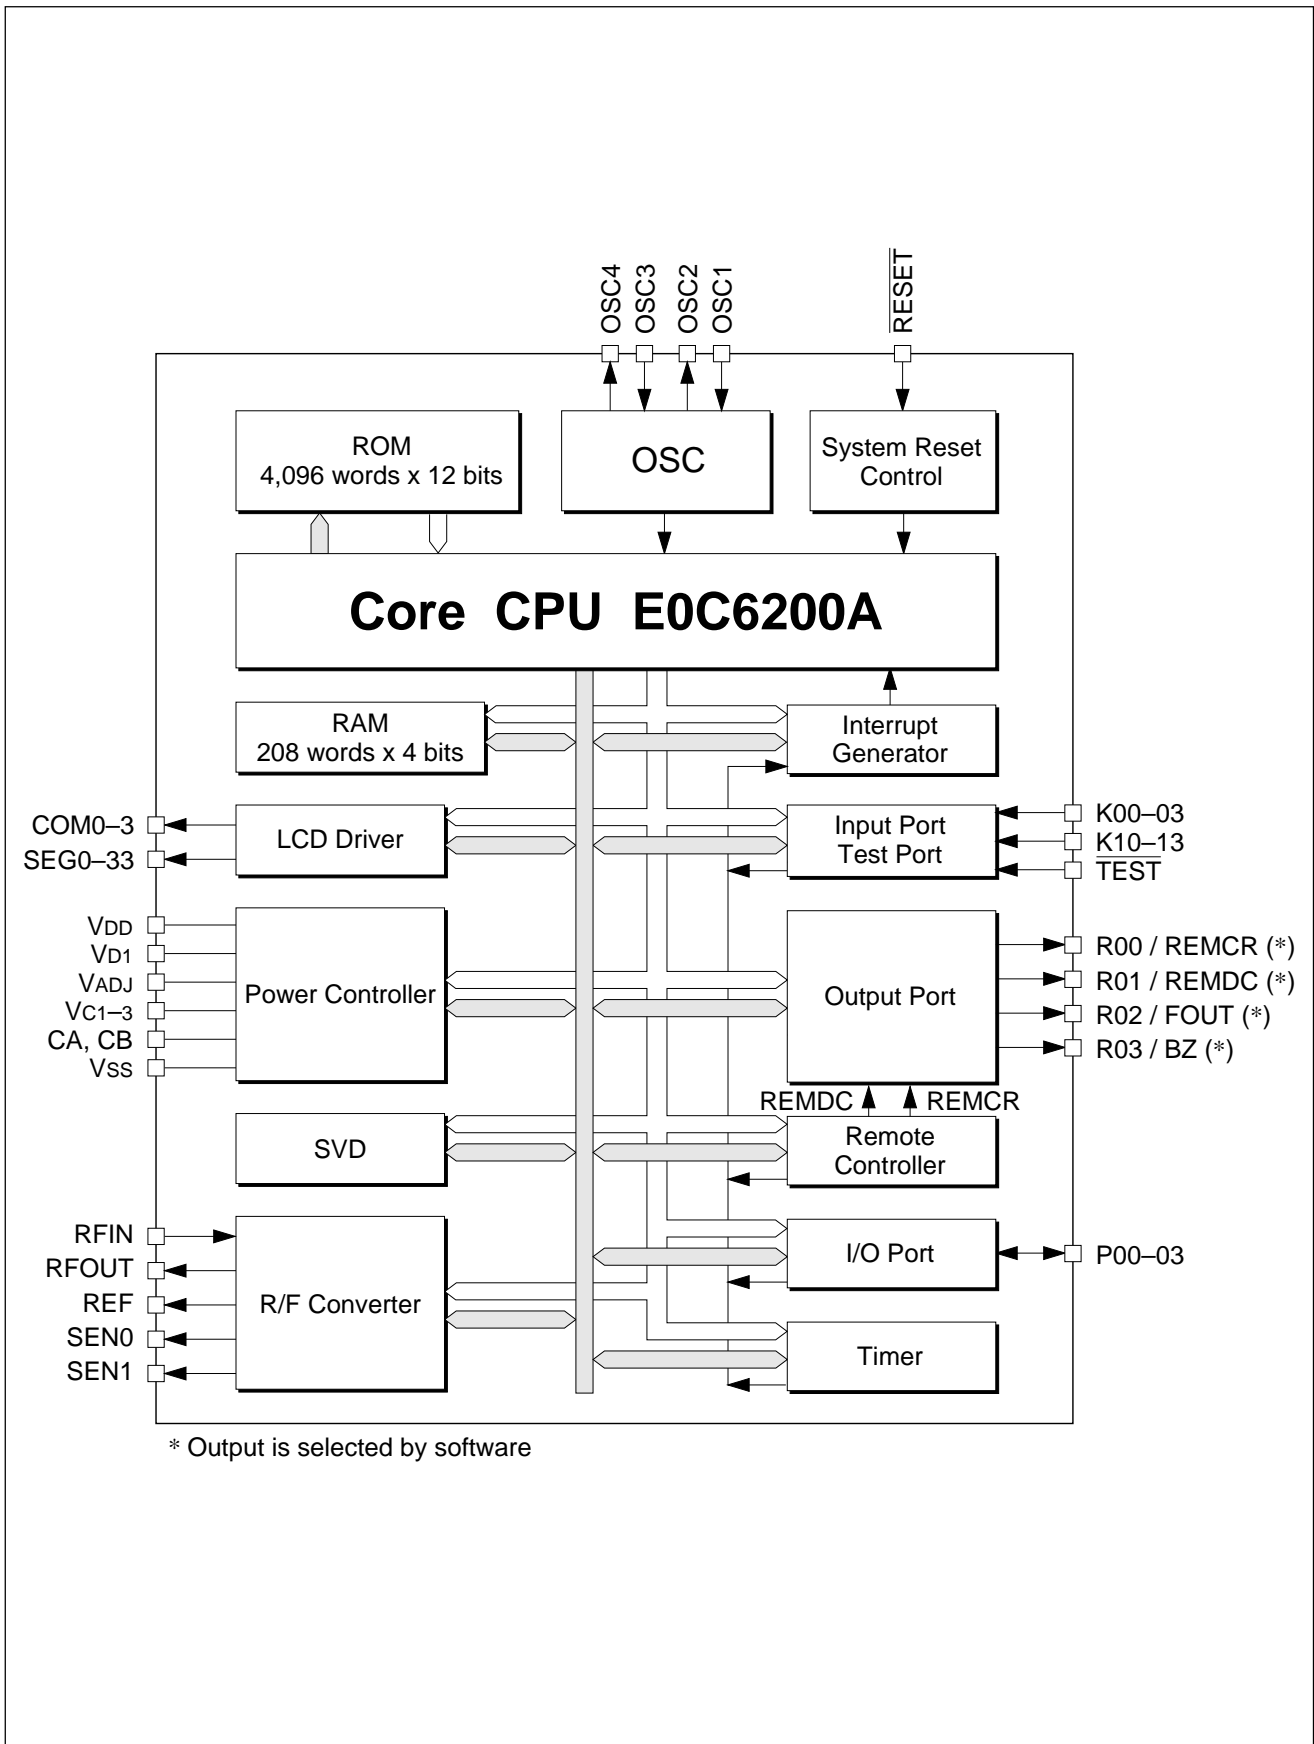 OSC4
OSC3
OSC2
OSC1
RESET
ROM
4,096 words x 12 bits
OSC
System Reset
Control
Core CPU E0C6200A
RAM
208 words x 4 bits
Interrupt
Generator
COM0–3
SEG0–33
LCD Driver
Input Port
Test Port
K00–03
K10–13
TEST
VDD
VD1
VADJ
VC1–3
CA, CB
VSS
Power Controller
Output Port
R00 / REMCR (*)
R01 / REMDC (*)
R02 / FOUT (*)
R03 / BZ (*)
REMDC
REMCR
SVD
Remote
Controller
RFIN
RFOUT
REF
SEN0
SEN1
R/F Converter
I/O Port
P00–03
Timer
* Output is selected by software